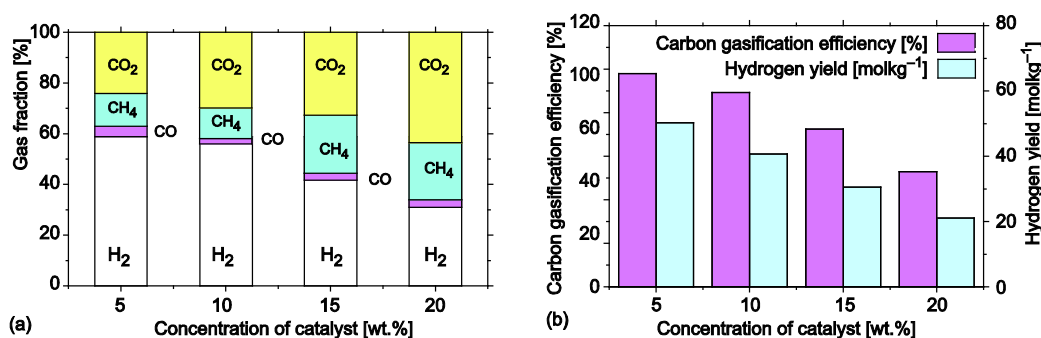 Gas fraction [%]
100
80
60
40
20
0
CO2
CO2
CO2
CO2
CH4
CH4
CH4
CH4
CO
CO
CO
H2
H2
H2
H2
5
10
15
20
Concentration of catalyst [wt.%]
(a)
Carbon gasification efficiency [%]
120
100
80
60
40
20
0
Carbon gasification efficiency [%]
Hydrogen yield [molkg–1]
80
60
40
20
0
Hydrogen yield [molkg–1]
5
10
15
20
Concentration of catalyst [wt.%]
(b)